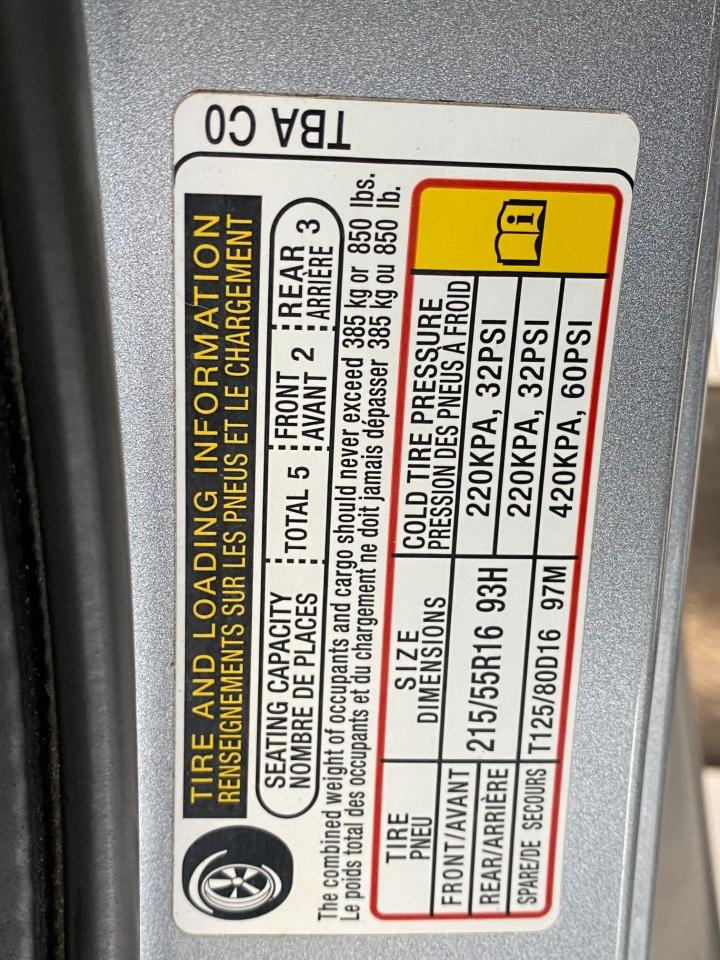 TIRE AND LOADING INFORMATION
RENSEIGNEMENTS SUR LES PNEUS ET LE CHARGEMENT
SEATING CAPACITY TOTAL 5 FRONT 2 REAR 3
NOMBRE DE PLACES AVANT ARRIÈRE
The combined weight of occupants and cargo should never exceed 385 kg or 850 lbs.
Le poids total des occupants et du chargement ne doit jamais dépasser 385 kg ou 850 lb.
TIRE SIZE COLD TIRE PRESSURE
PNEU DIMENSIONS PRESSION DES PNEUS À FROID
FRONT/AVANT 215/55R16 93H 220KPA, 32PSI
REAR/ARRIÈRE 220KPA, 32PSI
SPARE/DE SECOURS T125/80D16 97M 420KPA, 60PSI
i
TBA C0